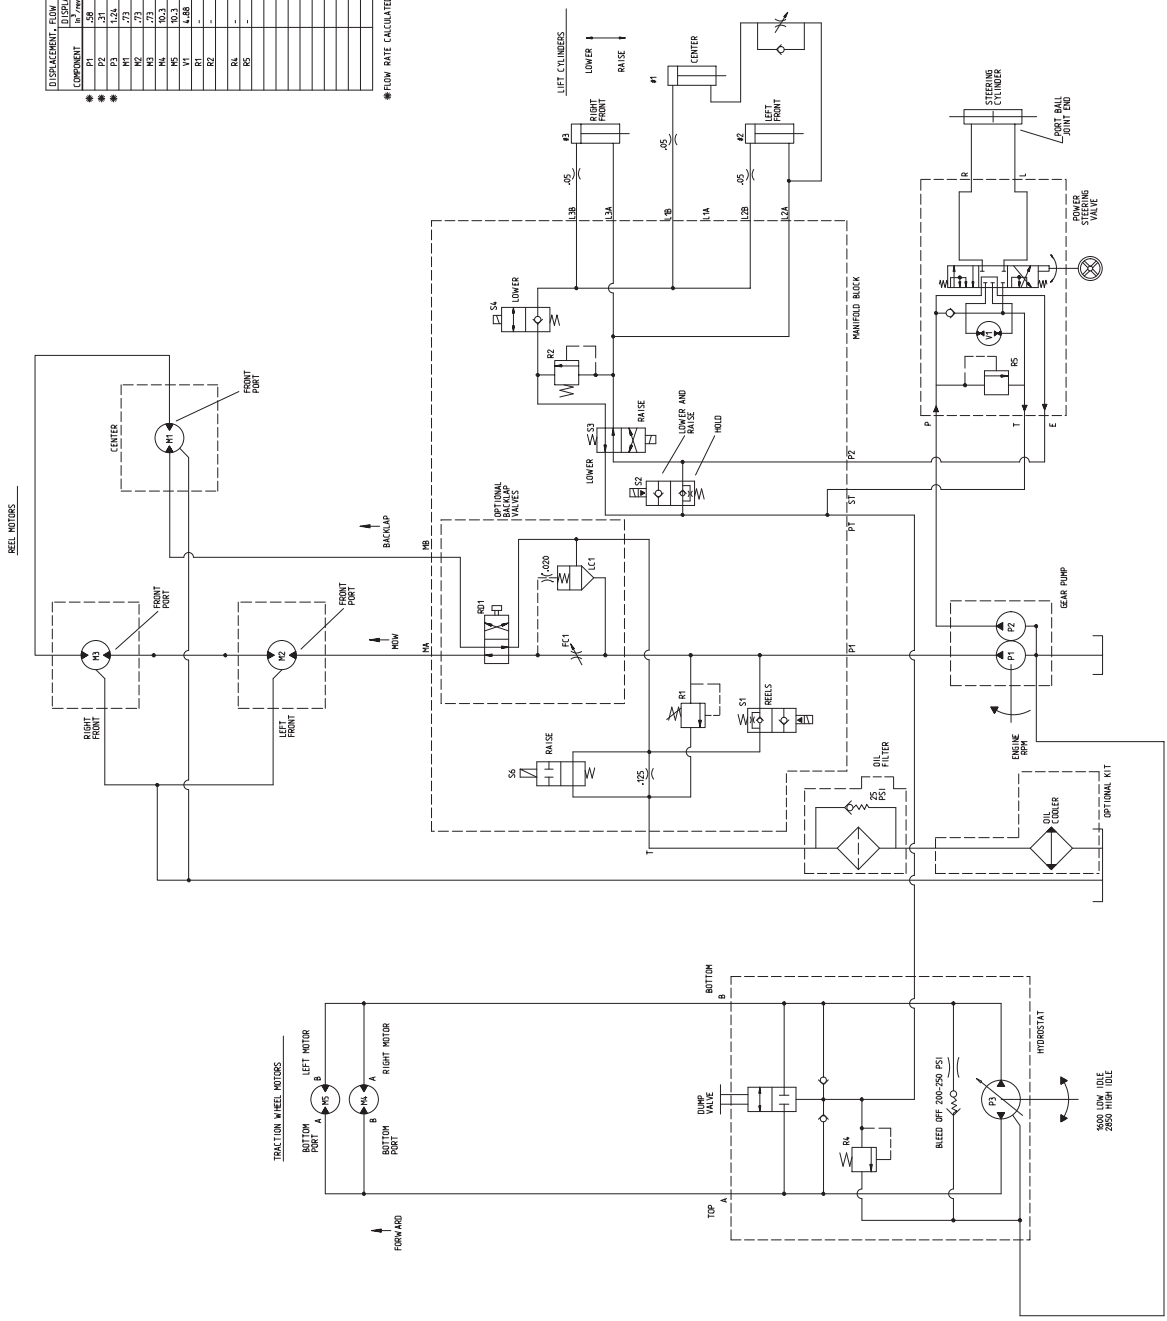 REEL MOTORS
CENTER
M1
FRONT
PORT
M3
FRONT
PORT
RIGHT
FRONT
M2
FRONT
PORT
LEFT
FRONT
BACKLAP
MOW
MB
MA
DISPLACEMENT, FLOW
COMPONENT
P1 .58
P2 .31
P3 1.24
M1 .73
M2 .73
M3 .73
M4 10.3
M5 10.3
V1 4.88
R1 -
R2 -
R4 -
R5 -
FLOW RATE CALCULATED
LIFT CYLINDERS
LOWER
RAISE
#1
CENTER
#3
RIGHT
FRONT
#2
LEFT
FRONT
.05
.05
.05
L3B
L3A
L1B
L1A
L2B
L2A
MANIFOLD BLOCK
S4
LOWER
R2
S3
RAISE
LOWER
S2
LOWER AND
RAISE
HOLD
OPTIONAL
BACKLAP
VALVES
RD1
.020
LC1
FC1
S6
RAISE
R1
S1
REELS
.125
T
P1
PT
ST
P2
STEERING
CYLINDER
PORT BALL
JOINT END
R
L
POWER
STEERING
VALVE
V1
R5
P
T
E
GEAR PUMP
P2
P1
ENGINE
RPM
OIL
FILTER
25
PSI
OIL
COOLER
OPTIONAL KIT
TRACTION WHEEL MOTORS
LEFT MOTOR
M5
A
B
BOTTOM
PORT
RIGHT MOTOR
M4
A
B
BOTTOM
PORT
FORWARD
BOTTOM
B
TOP
A
DUMP
VALVE
R4
BLEED OFF 200-250 PSI
P3
HYDROSTAT
1600 LOW IDLE
2850 HIGH IDLE